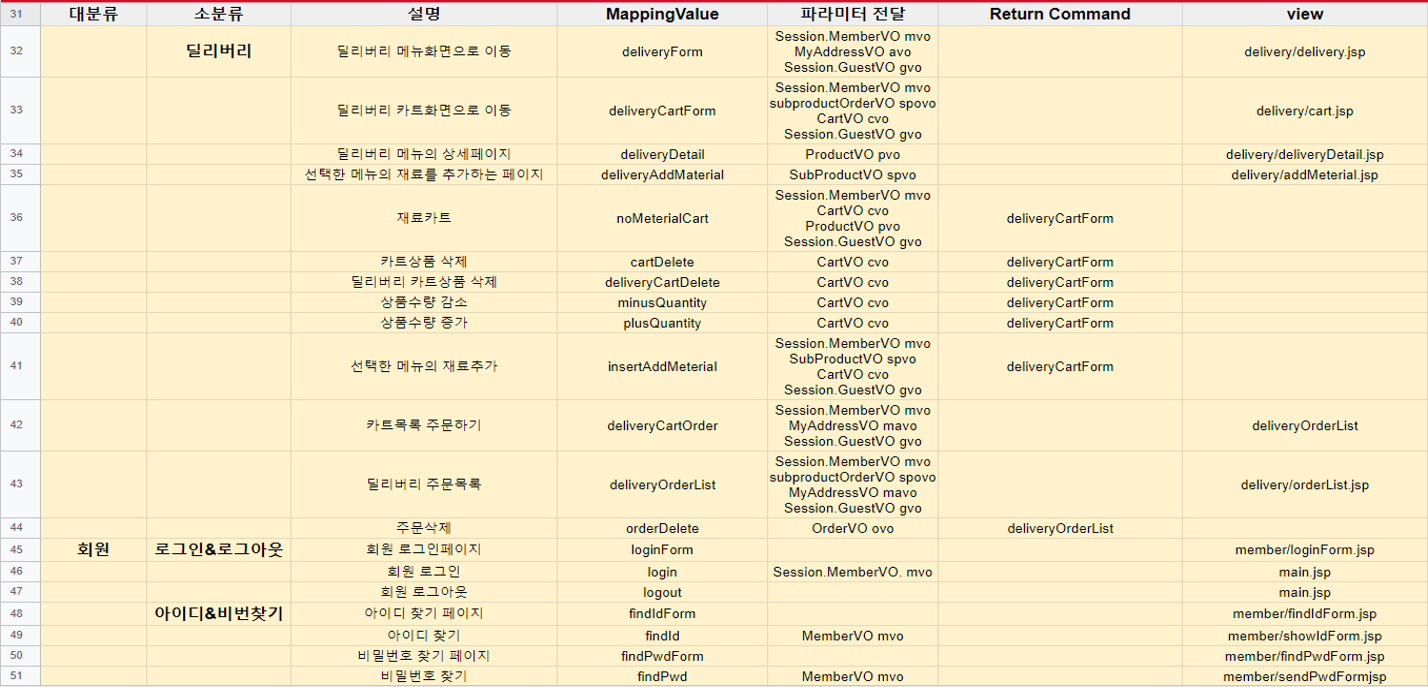 31 대분류 소분류 설명 MappingValue 파라미터 전달 Return Command view
32 딜리버리 딜리버리 메뉴화면으로 이동 deliveryForm Session.MemberVO mvo
MyAddressVO avo
Session.GuestVO gvo delivery/delivery.jsp
33 딜리버리 카트화면으로 이동 deliveryCartForm Session.MemberVO mvo
subproductOrderVO spovo
CartVO cvo
Session.GuestVO gvo delivery/cart.jsp
34 딜리버리 메뉴의 상세페이지 deliveryDetail ProductVO pvo delivery/deliveryDetail.jsp
35 선택한 메뉴의 재료를 추가하는 페이지 deliveryAddMaterial SubProductVO spvo delivery/addMeterial.jsp
36 재료카트 noMeterialCart Session.MemberVO mvo
CartVO cvo
ProductVO pvo
Session.GuestVO gvo deliveryCartForm
37 카트상품 삭제 cartDelete CartVO cvo deliveryCartForm
38 딜리버리 카트상품 삭제 deliveryCartDelete CartVO cvo deliveryCartForm
39 상품수량 감소 minusQuantity CartVO cvo deliveryCartForm
40 상품수량 증가 plusQuantity CartVO cvo deliveryCartForm
41 선택한 메뉴의 재료추가 insertAddMeterial Session.MemberVO mvo
SubProductVO spvo
CartVO cvo
Session.GuestVO gvo deliveryCartForm
42 카트목록 주문하기 deliveryCartOrder Session.MemberVO mvo
MyAddressVO mavo
Session.GuestVO gvo deliveryOrderList
43 딜리버리 주문목록 deliveryOrderList Session.MemberVO mvo
subproductOrderVO spovo
MyAddressVO mavo
Session.GuestVO gvo delivery/orderList.jsp
44 주문삭제 orderDelete OrderVO ovo deliveryOrderList
45 회원 로그인&로그아웃 회원 로그인페이지 loginForm member/loginForm.jsp
46 회원 로그인 login Session.MemberVO. mvo main.jsp
47 회원 로그아웃 logout main.jsp
48 아이디&비번찾기 아이디 찾기 페이지 findIdForm member/findIdForm.jsp
49 아이디 찾기 findId MemberVO mvo member/showIdForm.jsp
50 비밀번호 찾기 페이지 findPwdForm member/findPwdForm.jsp
51 비밀번호 찾기 findPwd MemberVO mvo member/sendPwdFormjsp